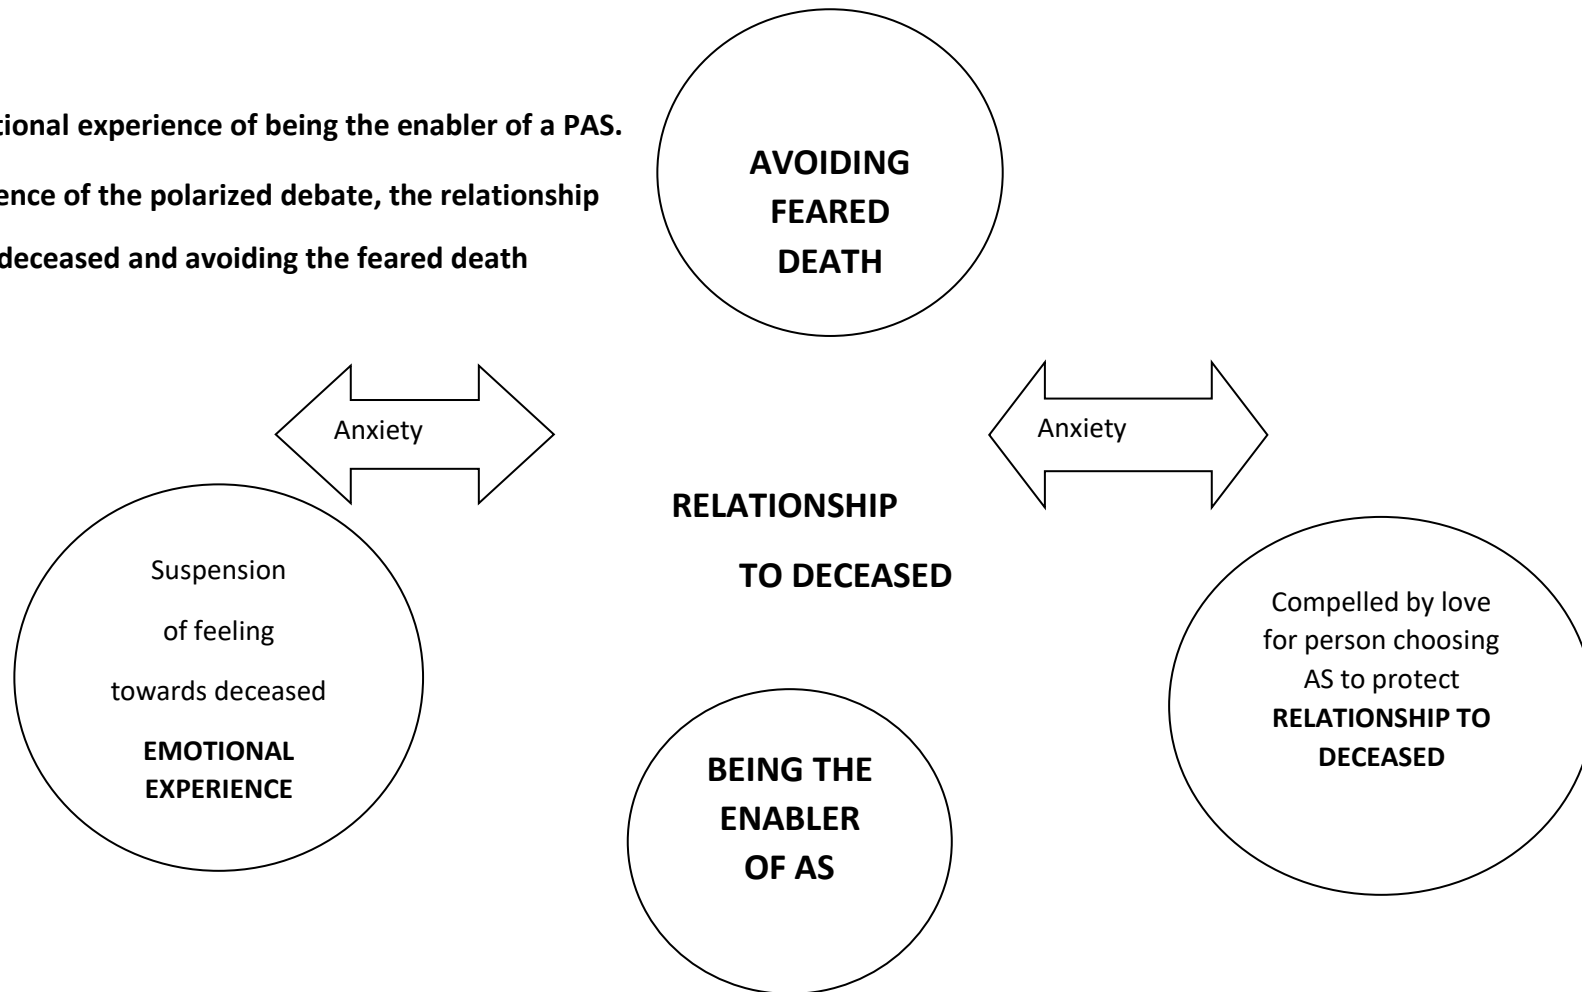 tional experience of being the enabler of a PAS.
ence of the polarized debate, the relationship
deceased and avoiding the feared death
AVOIDING
FEARED
DEATH
Anxiety
Anxiety
RELATIONSHIP
TO DECEASED
Suspension
of feeling
towards deceased
EMOTIONAL
EXPERIENCE
BEING THE
ENABLER
OF AS
Compelled by love
for person choosing
AS to protect
RELATIONSHIP TO
DECEASED